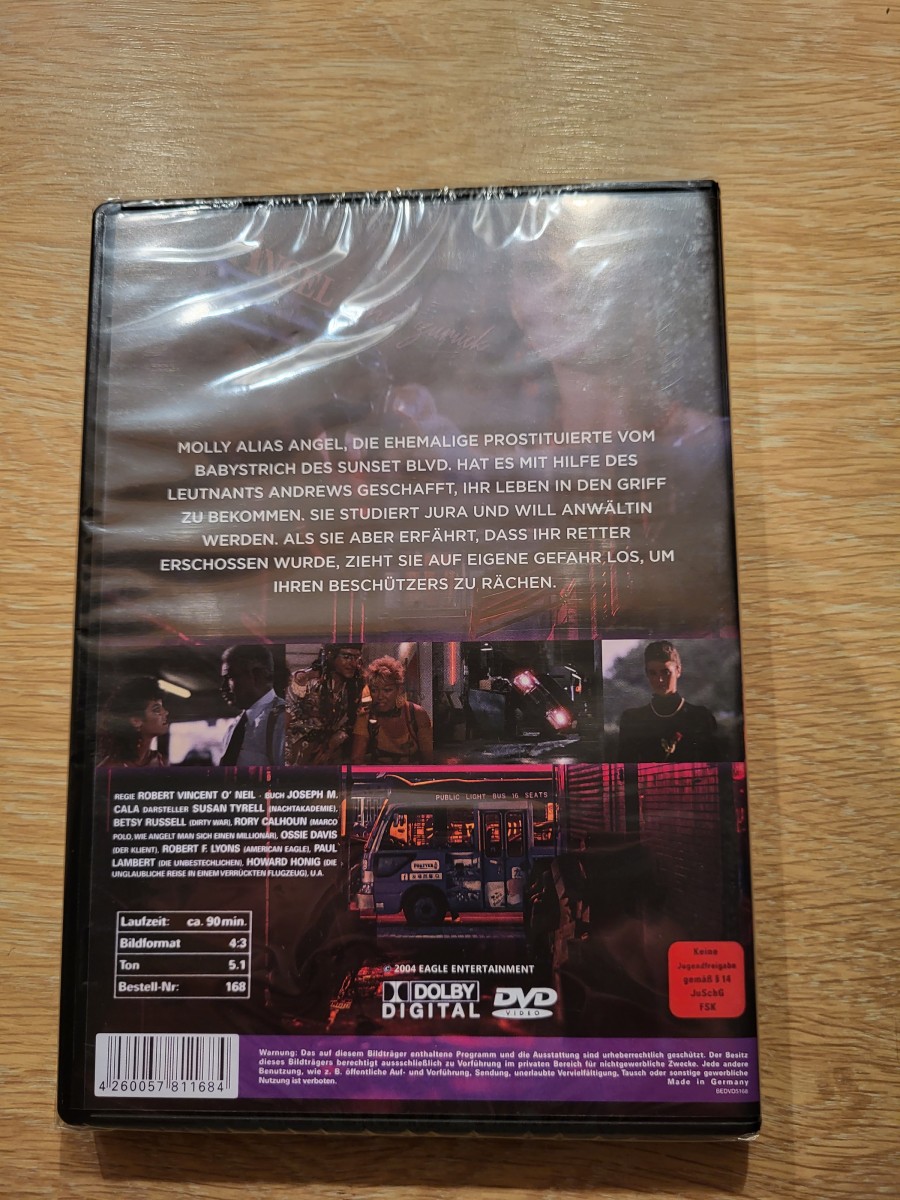 ANGEL
zurück
MOLLY ALIAS ANGEL, DIE EHEMALIGE PROSTITUIERTE VOM
BABYSTRICH DES SUNSET BLVD. HAT ES MIT HILFE DES
LEUTNANTS ANDREWS GESCHAFFT, IHR LEBEN IN DEN GRIFF
ZU BEKOMMEN. SIE STUDIERT JURA UND WILL ANWÄLTIN
WERDEN. ALS SIE ABER ERFÄHRT, DASS IHR RETTER
ERSCHOSSEN WURDE, ZIEHT SIE AUF EIGENE GEFAHR LOS, UM
IHREN BESCHÜTZERS ZU RÄCHEN.
REGIE ROBERT VINCENT O' NEIL - BUCH JOSEPH M.
CALA DARSTELLER SUSAN TYRELL (NACHTAKADEMIE),
BETSY RUSSELL (DIRTY WAR), RORY CALHOUN (MARCO
POLO, WIE ANGELT MAN SICH EINEN MILLIONÄR), OSSIE DAVIS
(DER KLIENT), ROBERT F. LYONS (AMERICAN EAGLE), PAUL
LAMBERT (DIE UNBESTECHLICHEN), HOWARD HONIG (DIE
UNGLAUBLICHE REISE IN EINEM VERRÜCKTEN FLUGZEUG), U.A.
PUBLIC LIGHT BUS 16 SEATS
Laufzeit: ca. 90 min.
Bildformat 4:3
Ton 5.1
Bestell-Nr: 168
© 2004 EAGLE ENTERTAINMENT
DOLBY
DIGITAL
DVD
VIDEO
Keine
Jugendfreigabe
gemäß § 14
JuSchG
FSK
4 260057 811684
Warnung: Das auf diesem Bildträger enthaltene Programm und die Ausstattung sind urheberrechtlich geschützt. Der Besitz
dieses Bildträgers berechtigt aussschließlich zu Vorführung im privaten Bereich für nichtgewerbliche Zwecke. Jede andere
Benutzung, wie z. B. öffentliche Auf- und Vorführung, Sendung, unerlaubte Vervielfältigung, Tausch oder sonstige gewerbliche
Nutzung ist verboten. Made in Germany
BEDVD5168